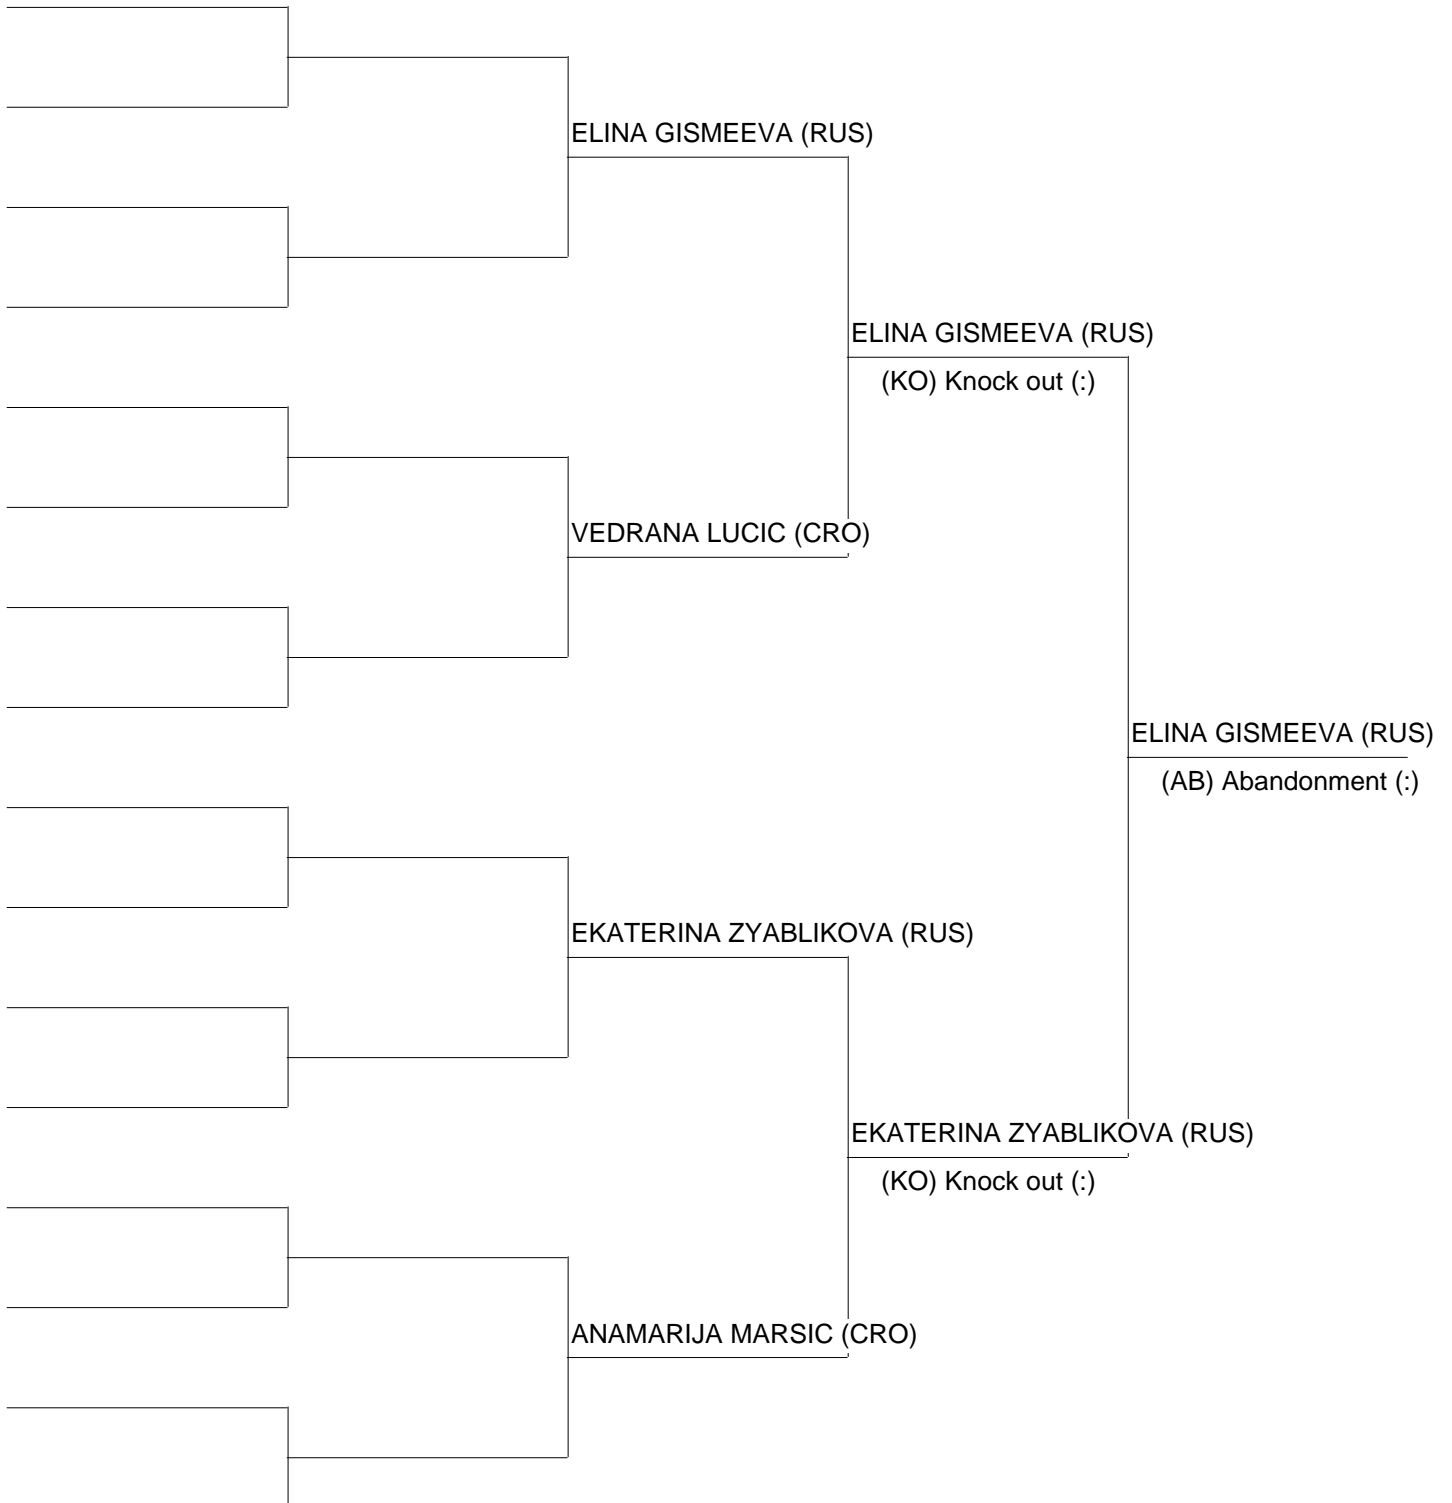 ELINA GISMEEVA (RUS)
ELINA GISMEEVA (RUS)
(KO) Knock out (:)
VEDRANA LUCIC (CRO)
ELINA GISMEEVA (RUS)
(AB) Abandonment (:)
EKATERINA ZYABLIKOVA (RUS)
EKATERINA ZYABLIKOVA (RUS)
(KO) Knock out (:)
ANAMARIJA MARSIC (CRO)